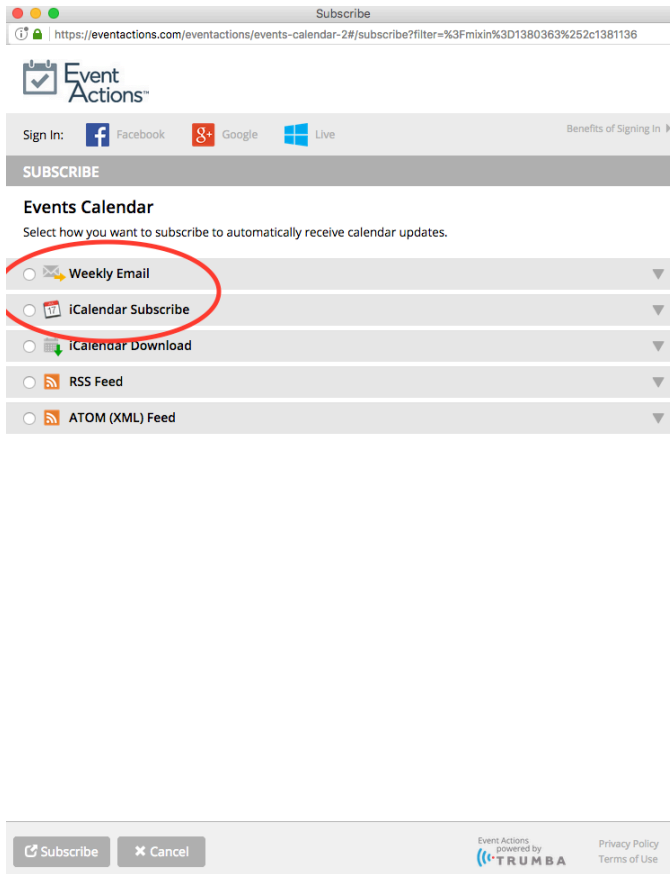 Subscribe
https://eventactions.com/eventactions/events-calendar-2#/subscribe?filter=%3Fmixin%3D1380363%252c1381136
Event
Actions™
Sign In: Facebook g+ Google Live Benefits of Signing In
SUBSCRIBE
Events Calendar
Select how you want to subscribe to automatically receive calendar updates.
Weekly Email
17 iCalendar Subscribe
iCalendar Download
RSS Feed
ATOM (XML) Feed
Subscribe Cancel
Event Actions
powered by
TRUMBA
Privacy Policy
Terms of Use